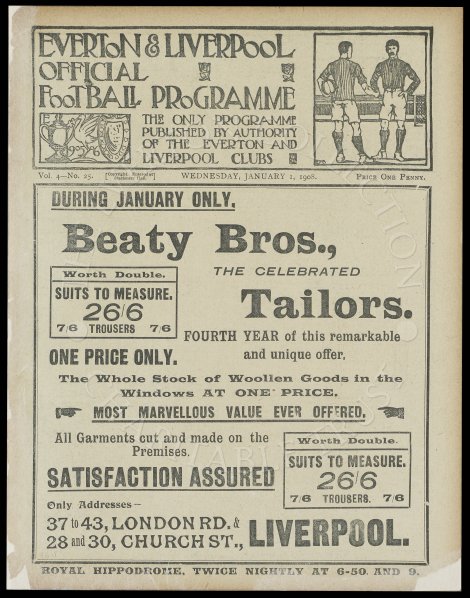 EVERTON & LIVERPOOL
OFFICIAL
FOOTBALL PROGRAMME
THE ONLY PROGRAMME
PUBLISHED BY AUTHORITY
OF THE EVERTON AND
LIVERPOOL CLUBS
Vol. 4—No. 25.
WEDNESDAY, JANUARY 1, 1908.
PRICE ONE PENNY.
DURING JANUARY ONLY,
Beaty Bros.,
THE CELEBRATED
Tailors.
Worth Double.
SUITS TO MEASURE.
26/6
7/6 TROUSERS 7/6
FOURTH YEAR of this remarkable
and unique offer,
ONE PRICE ONLY.
The Whole Stock of Woollen Goods in the
Windows AT ONE PRICE.
MOST MARVELLOUS VALUE EVER OFFERED,
All Garments cut and made on the
Premises.
SATISFACTION ASSURED
Worth Double.
SUITS TO MEASURE.
26/6
7/6 TROUSERS. 7/6
Only Addresses—
37 to 43, LONDON RD. &
28 and 30, CHURCH ST., LIVERPOOL.
ROYAL HIPPODROME, TWICE NIGHTLY AT 6-50 AND 9.